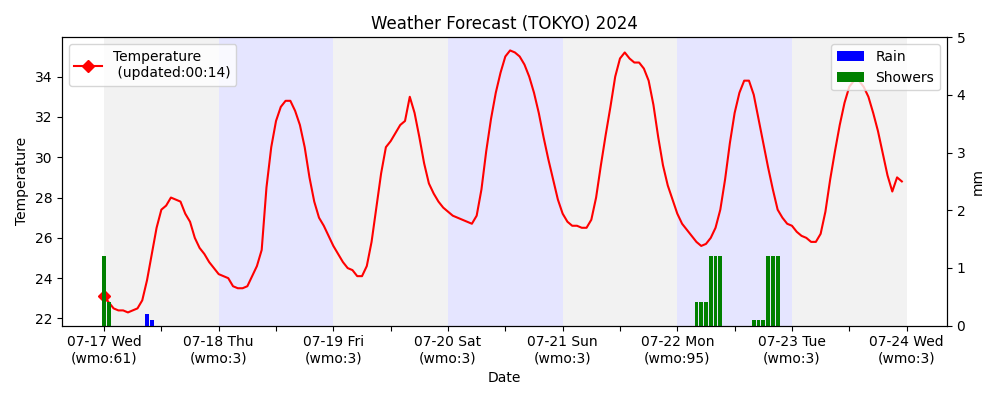 Weather Forecast (TOKYO) 2024
Temperature
(updated:00:14)
Rain
Showers
Temperature
34
32
30
28
26
24
22
5
4
3
2
1
0
mm
07-17 Wed
(wmo:61)
07-18 Thu
(wmo:3)
07-19 Fri
(wmo:3)
07-20 Sat
(wmo:3)
07-21 Sun
(wmo:3)
07-22 Mon
(wmo:95)
07-23 Tue
(wmo:3)
07-24 Wed
(wmo:3)
Date